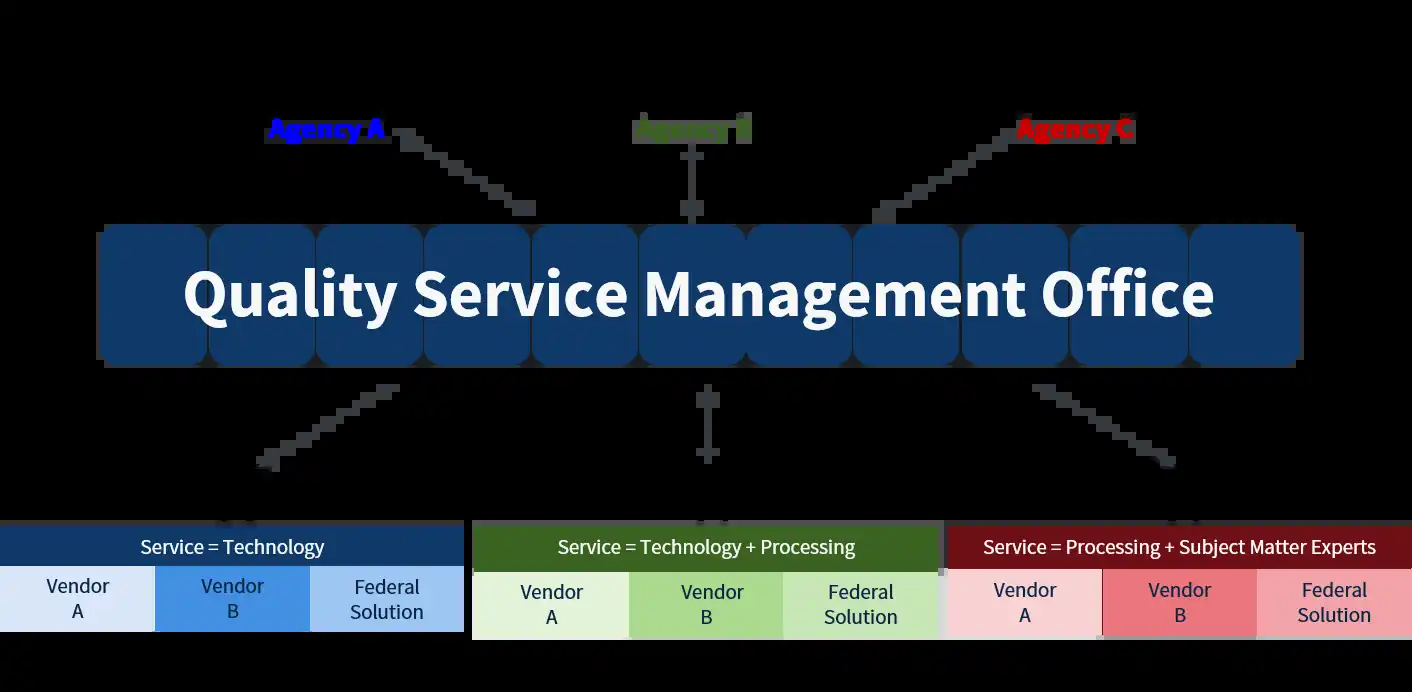 Agency A
Agency B
Agency C
Quality Service Management Office
Service = Technology
Vendor
A
Vendor
B
Federal
Solution
Service = Technology + Processing
Vendor
A
Vendor
B
Federal
Solution
Service = Processing + Subject Matter Experts
Vendor
A
Vendor
B
Federal
Solution